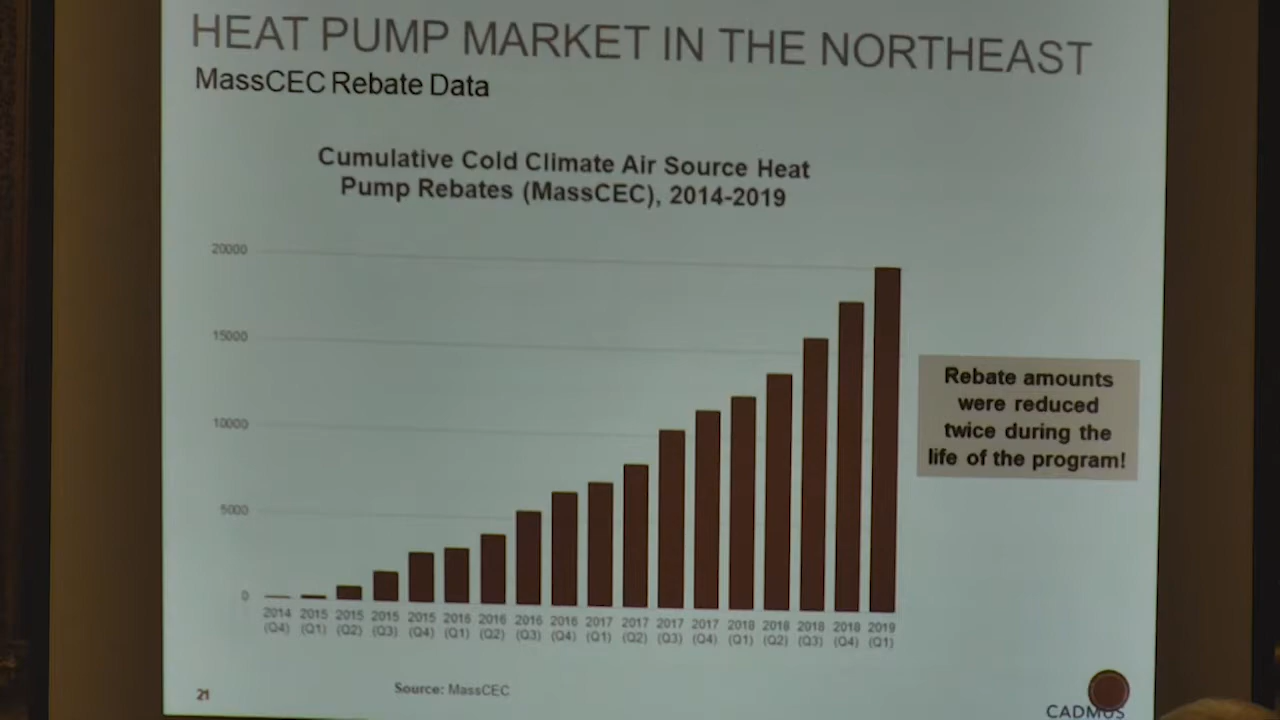 HEAT PUMP MARKET IN THE NORTHEAST
MassCEC Rebate Data
Cumulative Cold Climate Air Source Heat
Pump Rebates (MassCEC), 2014-2019
20000
15000
10000
5000
0
2014 2015 2015 2015 2015 2016 2016 2016 2016 2017 2017 2017 2017 2018 2018 2018 2018 2019
(Q4) (Q1) (Q2) (Q3) (Q4) (Q1) (Q2) (Q3) (Q4) (Q1) (Q2) (Q3) (Q4) (Q1) (Q2) (Q3) (Q4) (Q1)
Rebate amounts
were reduced
twice during the
life of the program!
21
Source: MassCEC
CADMUS